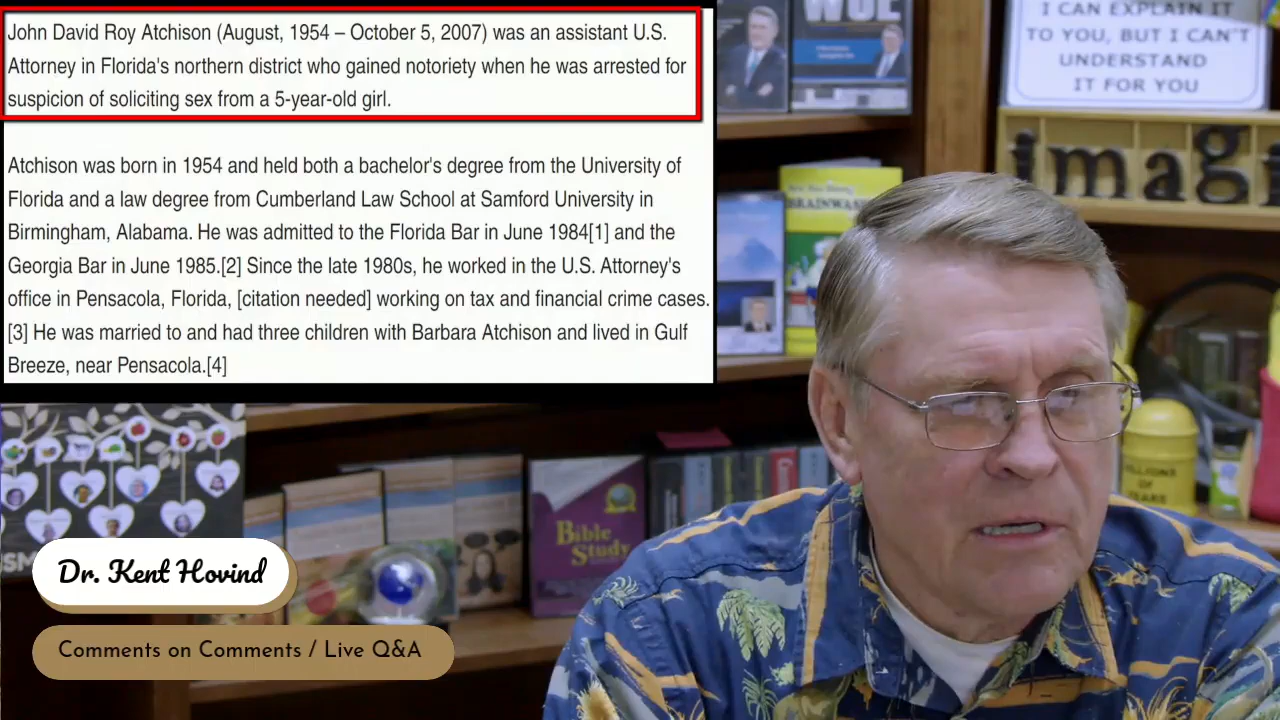 John David Roy Atchison (August, 1954 – October 5, 2007) was an assistant U.S.
Attorney in Florida's northern district who gained notoriety when he was arrested for
suspicion of soliciting sex from a 5-year-old girl.
Atchison was born in 1954 and held both a bachelor's degree from the University of
Florida and a law degree from Cumberland Law School at Samford University in
Birmingham, Alabama. He was admitted to the Florida Bar in June 1984[1] and the
Georgia Bar in June 1985.[2] Since the late 1980s, he worked in the U.S. Attorney's
office in Pensacola, Florida, [citation needed] working on tax and financial crime cases.
[3] He was married to and had three children with Barbara Atchison and lived in Gulf
Breeze, near Pensacola.[4]
I CAN EXPLAIN IT
TO YOU, BUT I CAN'T
UNDERSTAND
IT FOR YOU
imagi
Bible
Study
Dr. Kent Hovind
Comments on Comments / Live Q&A